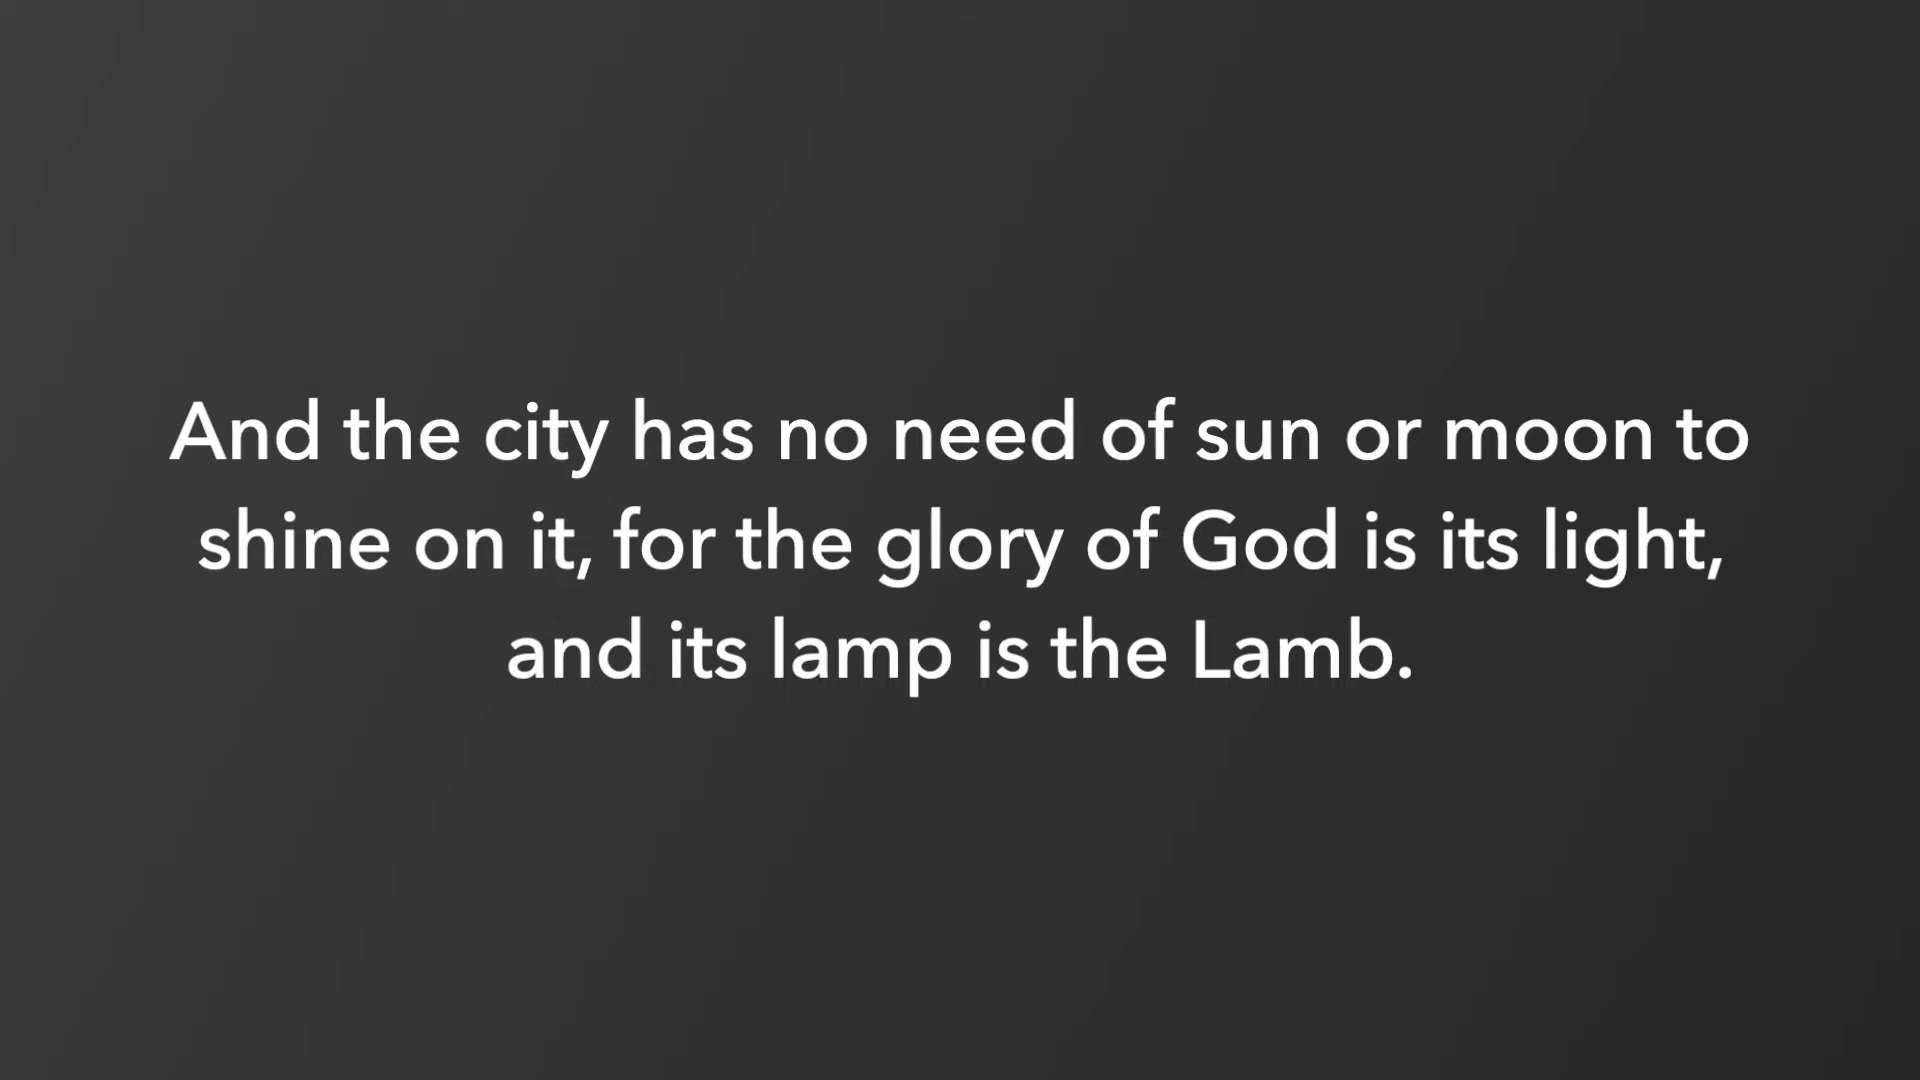 And the city has no need of sun or moon to
shine on it, for the glory of God is its light,
and its lamp is the Lamb.